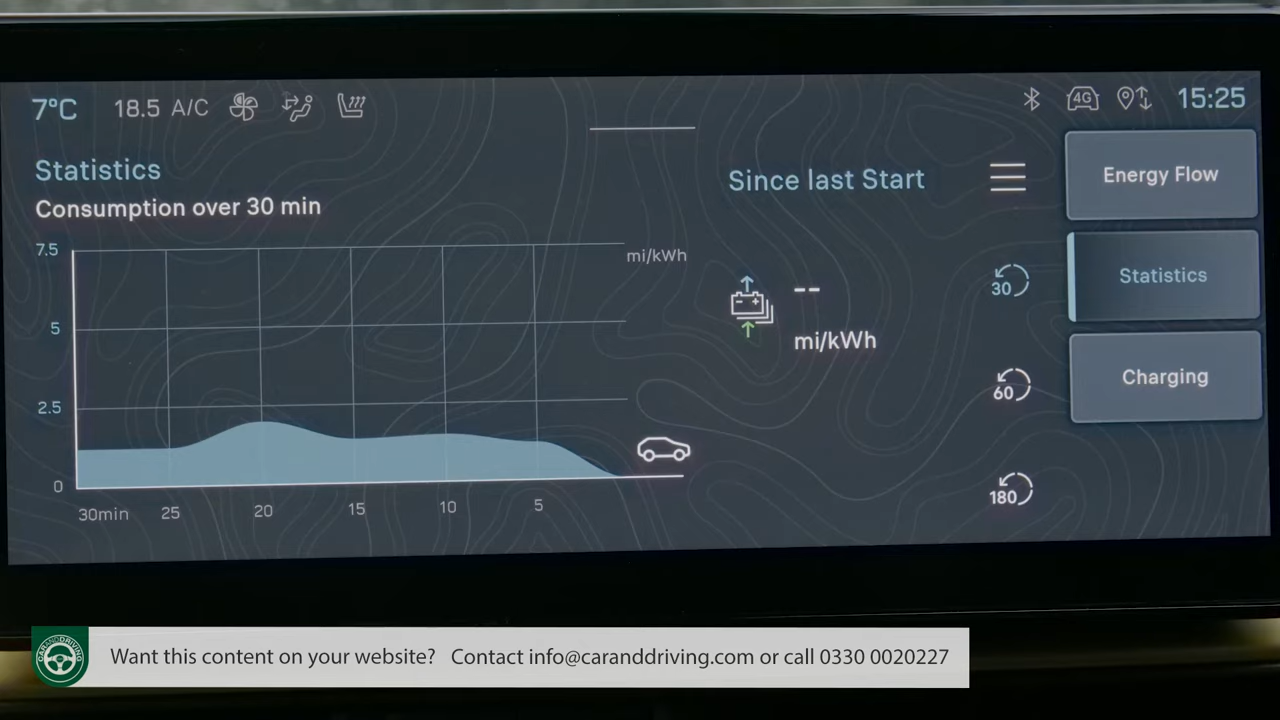 7°C 18.5 A/C 4G 15:25
Statistics
Consumption over 30 min
7.5
5
2.5
0
mi/kWh
30min 25 20 15 10 5
Since last Start
--
mi/kWh
30
60
180
Energy Flow
Statistics
Charging
CARANDDRIVING
Want this content on your website? Contact info@caranddriving.com or call 0330 0020227